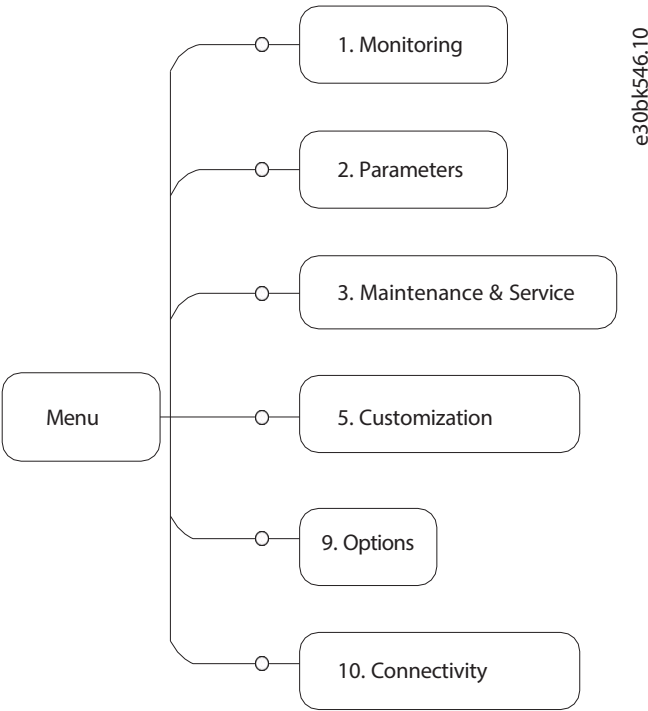 1. Monitoring
2. Parameters
3. Maintenance & Service
Menu
5. Customization
9. Options
10. Connectivity
e30bk546.10